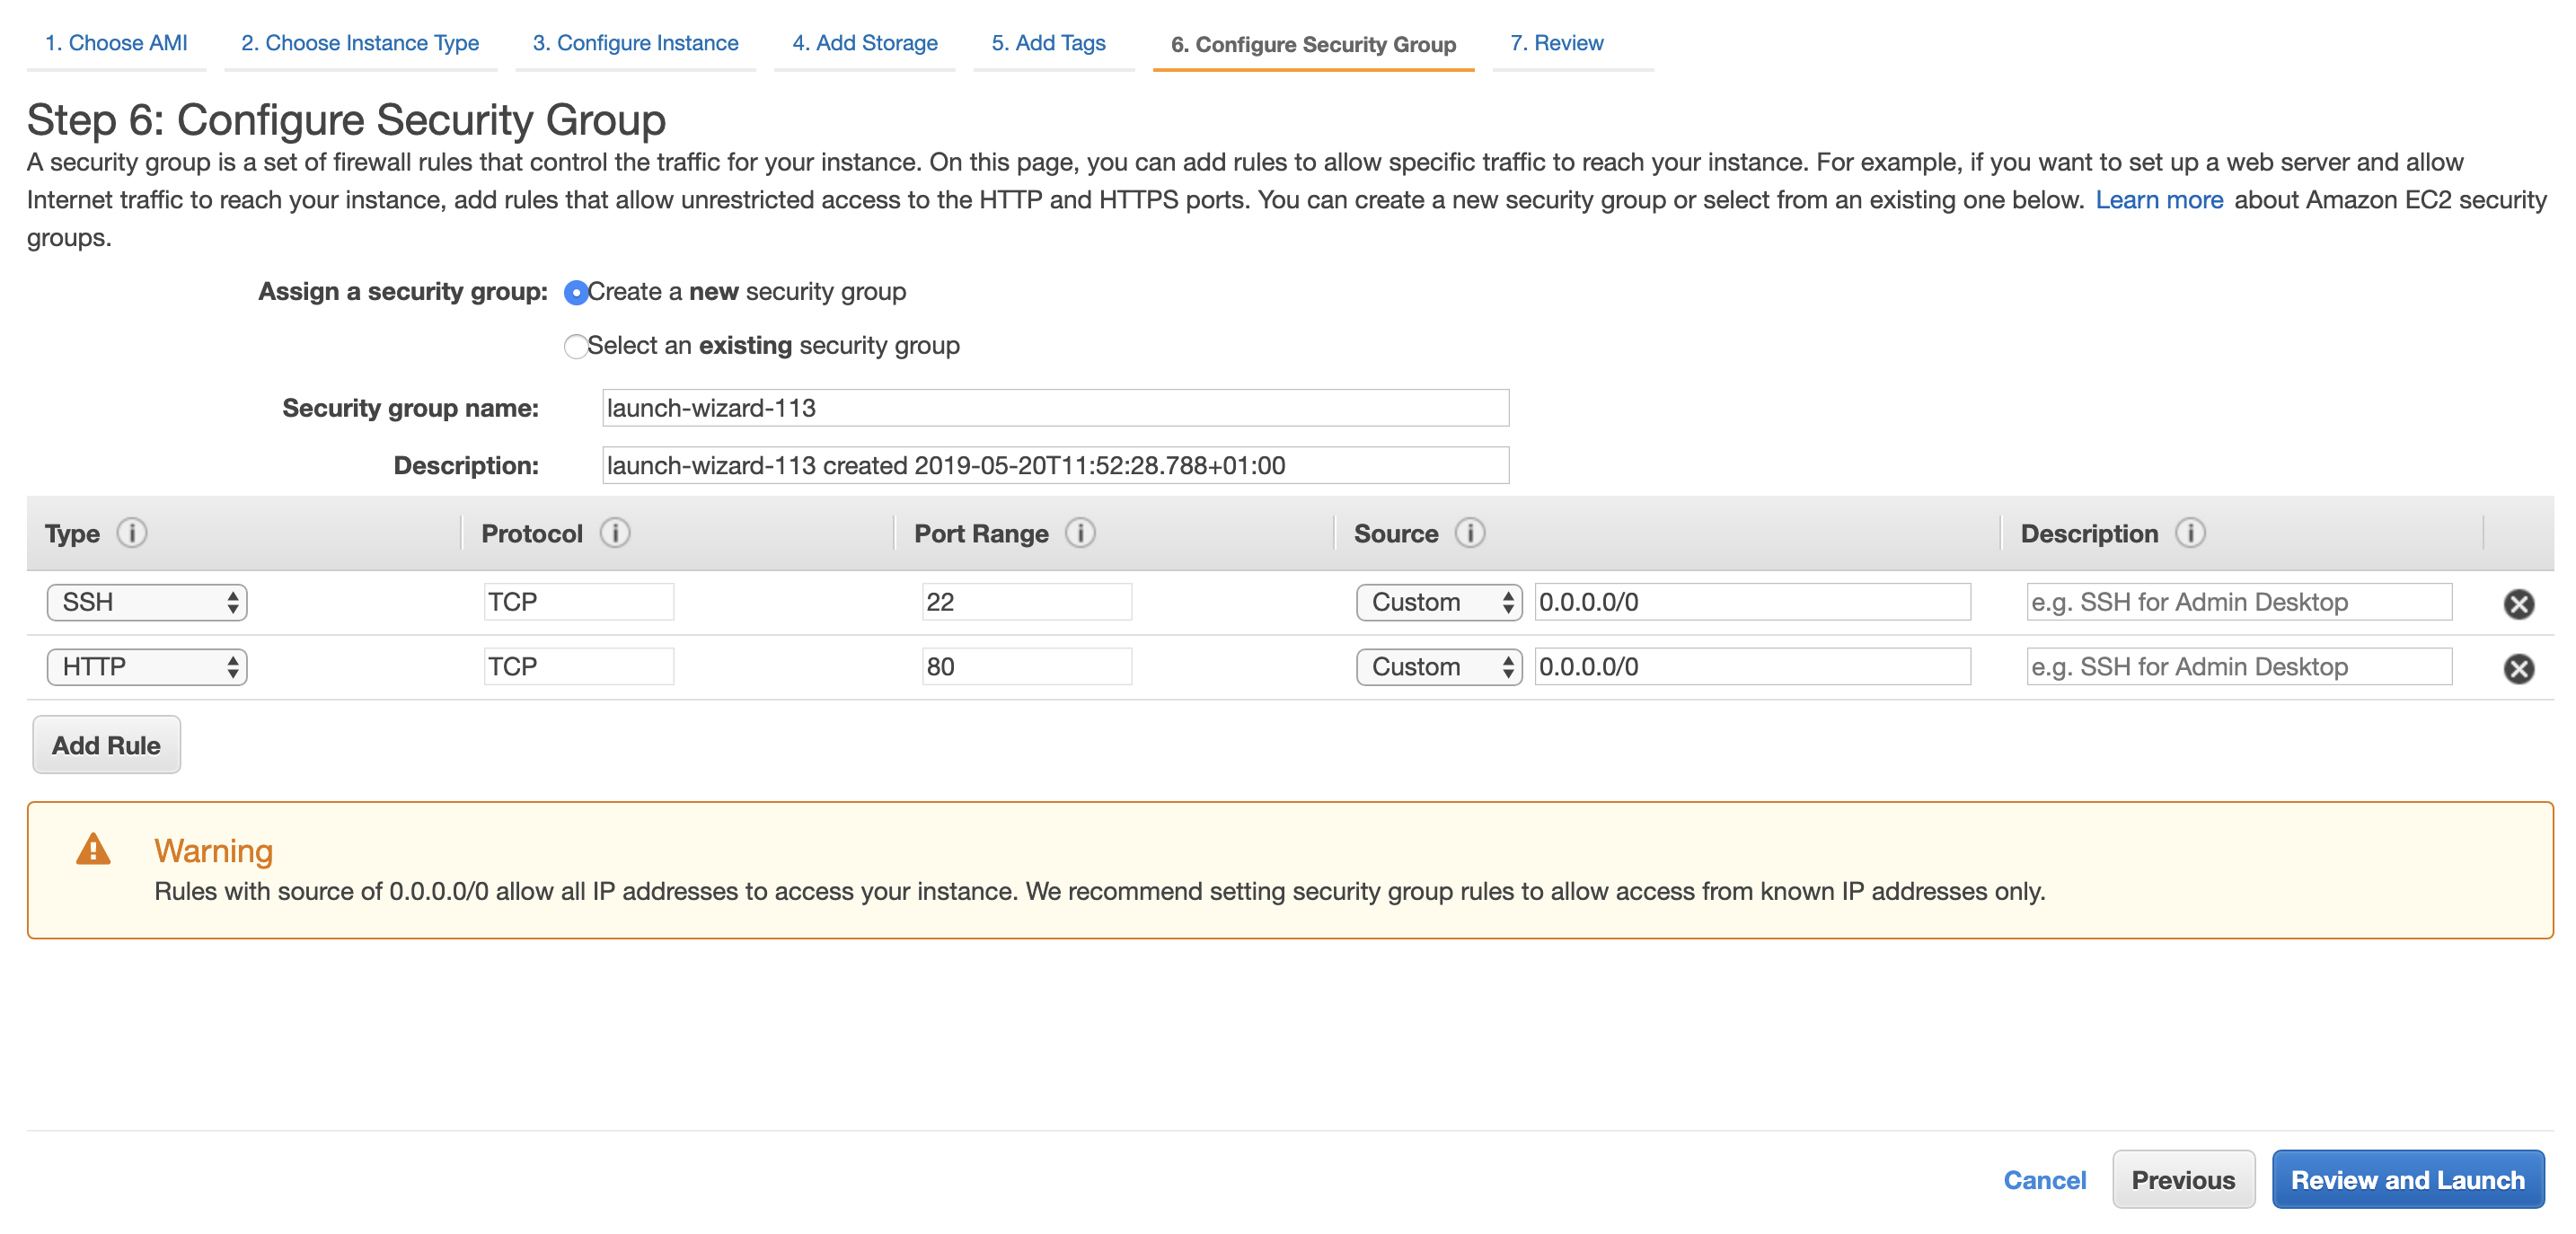 1. Choose AMI 2. Choose Instance Type 3. Configure Instance 4. Add Storage 5. Add Tags 6. Configure Security Group 7. Review
Step 6: Configure Security Group
A security group is a set of firewall rules that control the traffic for your instance. On this page, you can add rules to allow specific traffic to reach your instance. For example, if you want to set up a web server and allow
Internet traffic to reach your instance, add rules that allow unrestricted access to the HTTP and HTTPS ports. You can create a new security group or select from an existing one below. Learn more about Amazon EC2 security
groups.
Assign a security group: Create a new security group
Select an existing security group
Security group name: launch-wizard-113
Description: launch-wizard-113 created 2019-05-20T11:52:28.788+01:00
Type Protocol Port Range Source Description
SSH TCP 22 Custom 0.0.0.0/0 e.g. SSH for Admin Desktop
HTTP TCP 80 Custom 0.0.0.0/0 e.g. SSH for Admin Desktop
Add Rule
Warning
Rules with source of 0.0.0.0/0 allow all IP addresses to access your instance. We recommend setting security group rules to allow access from known IP addresses only.
Cancel Previous Review and Launch